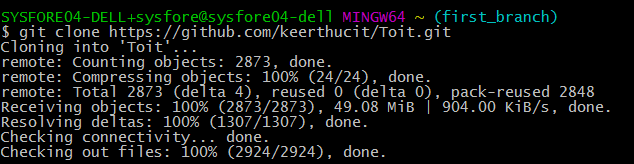 SYSFORE04-DELL+sysfore@sysfore04-dell MINGW64 ~ (first_branch)
$ git clone https://github.com/keerthucit/Toit.git
Cloning into 'Toit'...
remote: Counting objects: 2873, done.
remote: Compressing objects: 100% (24/24), done.
remote: Total 2873 (delta 4), reused 0 (delta 0), pack-reused 2848
Receiving objects: 100% (2873/2873), 49.08 MiB | 904.00 KiB/s, done.
Resolving deltas: 100% (1307/1307), done.
Checking connectivity... done.
Checking out files: 100% (2924/2924), done.